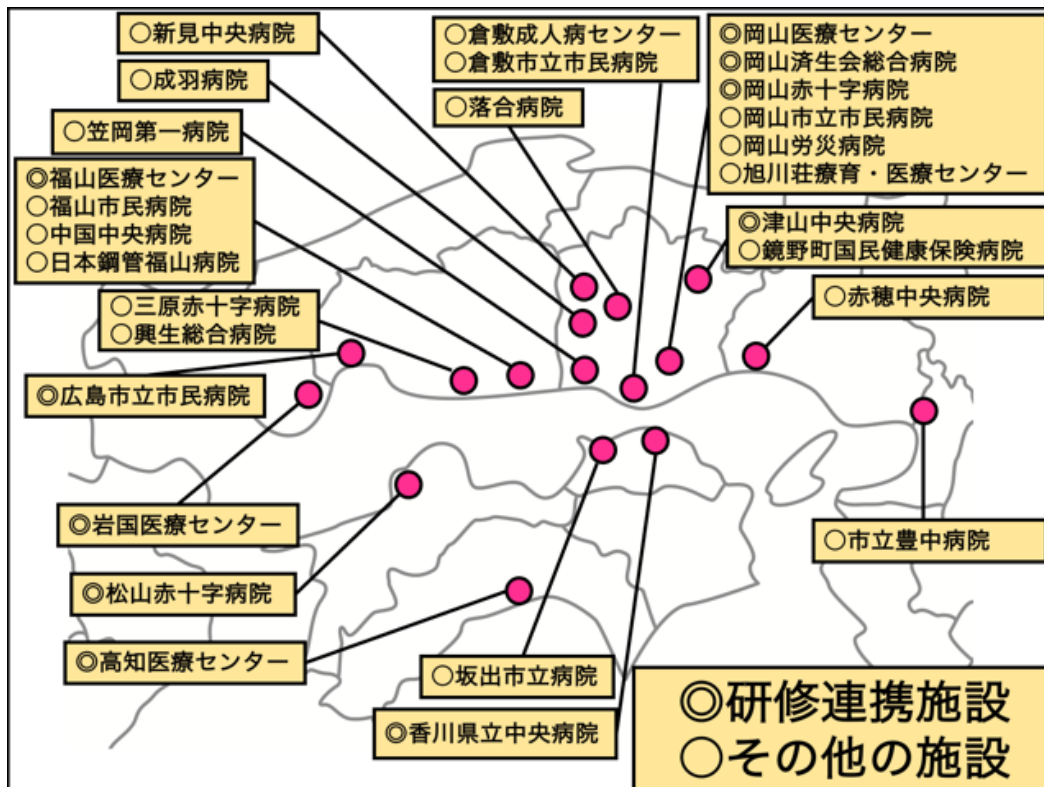 ○新見中央病院
○成羽病院
○笠岡第一病院
◎福山医療センター
○福山市民病院
○中国中央病院
○日本鋼管福山病院
○三原赤十字病院
○興生総合病院
◎広島市立市民病院
◎岩国医療センター
◎松山赤十字病院
◎高知医療センター
○倉敷成人病センター
○倉敷市立市民病院
○落合病院
◎岡山医療センター
◎岡山済生会総合病院
◎岡山赤十字病院
○岡山市立市民病院
○岡山労災病院
○旭川荘療育・医療センター
◎津山中央病院
○鏡野町国民健康保険病院
○赤穂中央病院
○市立豊中病院
○坂出市立病院
◎香川県立中央病院
◎研修連携施設
○その他の施設